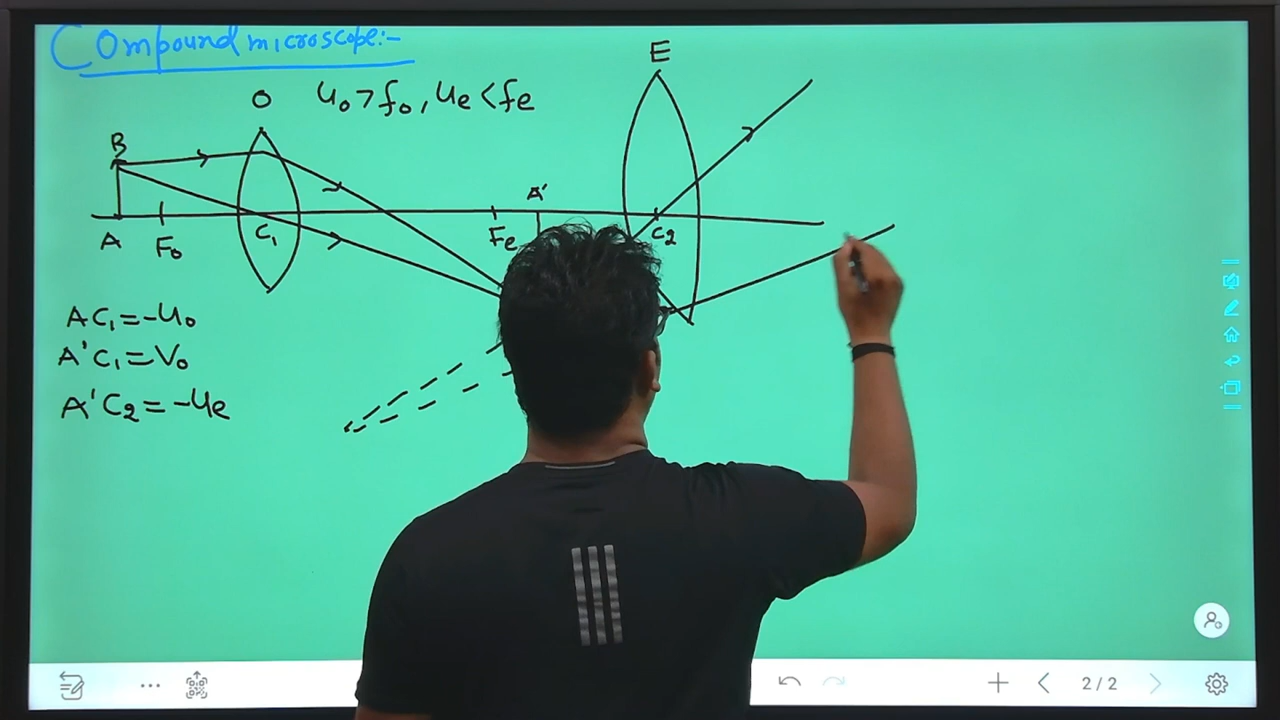 Compound microscope:-
E
O u₀>f₀, uₑ<fₑ
B
A'
A F₀ C₁ Fₑ C₂
AC₁=-u₀
A'C₁=V₀
A'C₂=-uₑ
2/2